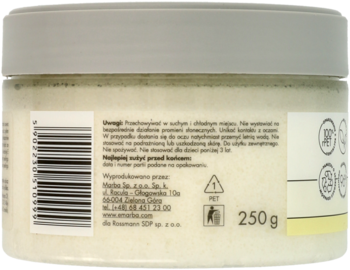 Uwagi: Przechowywać w suchym i chłodnym miejscu. Nie wystawiać na
bezpośrednie działanie promieni słonecznych. Unikać kontaktu z oczami.
W przypadku dostania się do oczu natychmiast przemyć letnią wodą. Nie
stosować na podrażnioną lub uszkodzoną skórę. Do użytku zewnętrznego.
Nie spożywać. Nie stosować dla dzieci poniżej 3 lat.
Najlepiej zużyć przed końcem:
data i numer partii podane na opakowaniu.
Wyprodukowano przez:
Marba Sp. z o.o. Sp. k.
ul. Racula – Głogowska 10a
66-004 Zielona Góra
tel. (+48) 68 451 23 00
www.emarba.com
dla Rossmann SDP sp. z o.o.
1
PET
250 g
100%
PET